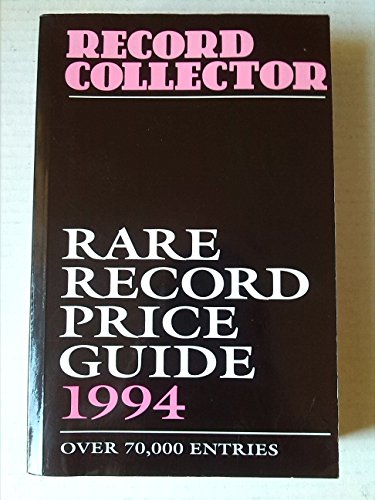 RECORD
COLLECTOR
RARE
RECORD
PRICE
GUIDE
1994
OVER 70,000 ENTRIES